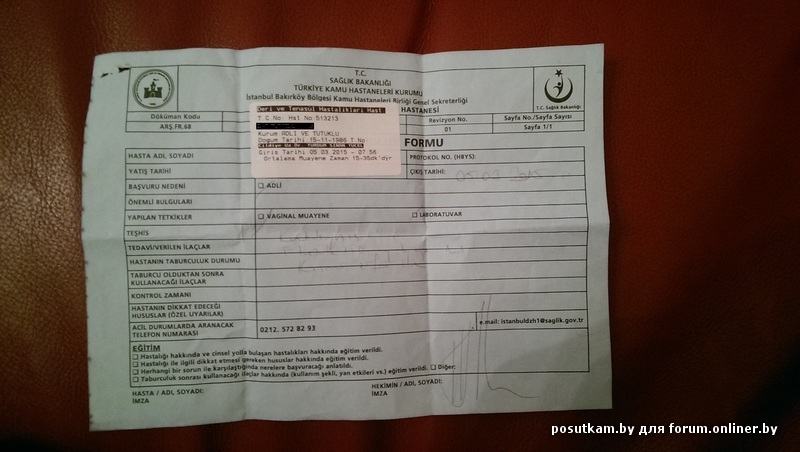 T.C.
SAĞLIK BAKANLIĞI
TÜRKİYE KAMU HASTANELERİ KURUMU
İstanbul Bakırköy Bölgesi Kamu Hastaneleri Birliği Genel Sekreterliği
HASTANESİ
T.C. Sağlık Bakanlığı
Doküman Kodu
Revizyon No.
Sayfa No./Sayfa Sayısı
ARŞ.FR.68
01
Sayfa 1/1
Deri ve Tenasul Hastalıkları Hast
T.C No: Hst No:513213
Kurum ADLI VE TUTUKLU
Dogum Tarihi 15-11-1986 T.No
Giris Tarihi 05.03.2015 - 07:56
Ortalama Muayene Zaman 15-35dk'dýr
FORMU
HASTA ADI, SOYADI
PROTOKOL NO. (HBYS):
YATIŞ TARİHİ
ÇIKIŞ TARİHİ:
BAŞVURU NEDENİ
☐ ADLİ
ÖNEMLİ BULGULARI
YAPILAN TETKİKLER
☐ VAGİNAL MUAYENE
☐ LABORATUVAR
TEŞHİS
TEDAVİ/VERİLEN İLAÇLAR
HASTANIN TABURCULUK DURUMU
TABURCU OLDUKTAN SONRA
KULLANACAĞI İLAÇLAR
KONTROL ZAMANI
HASTANIN DİKKAT EDECEĞİ
HUSUSLAR (ÖZEL UYARILAR)
ACİL DURUMLARDA ARANACAK
TELEFON NUMARASI
0212. 572 82 93
e.mail: istanbuldzh1@saglik.gov.tr
EĞİTİM
☐ Hastalığı hakkında ve cinsel yolla bulaşan hastalıkları hakkında eğitim verildi.
☐ Hastalığı ile ilgili dikkat etmesi gereken hususlar hakkında eğitim verildi.
☐ Herhangi bir sorun ile karşılaştığında nerelere başvuracağı anlatıldı.
☐ Taburculuk sonrası kullanacağı ilaçlar hakkında (kullanım şekli, yan etkileri vs.) eğitim verildi. ☐ Diğer:
HASTA / ADI, SOYADI:
İMZA
HEKİMİN / ADI, SOYADI:
İMZA
posutkam.by для forum.onliner.by